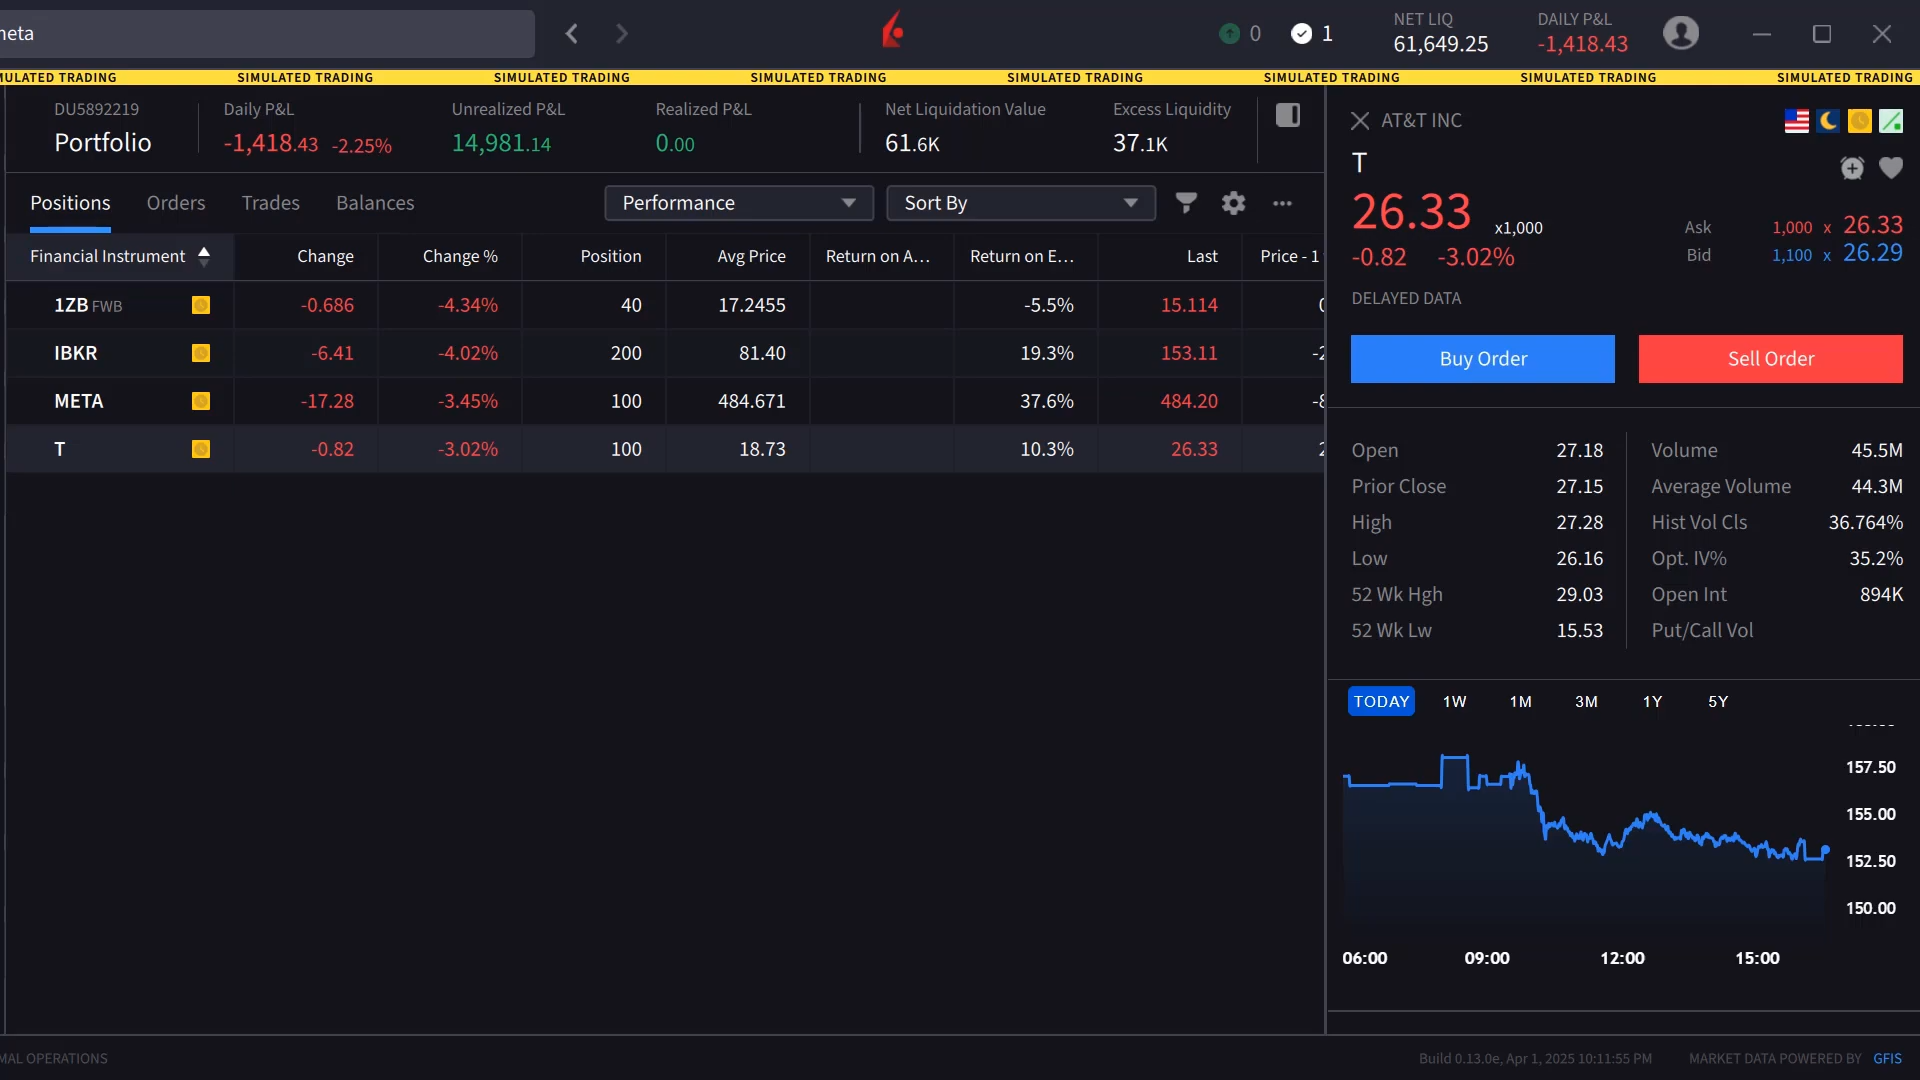 meta
0
1
NET LIQ
61,649.25
DAILY P&L
-1,418.43
SIMULATED TRADING SIMULATED TRADING SIMULATED TRADING SIMULATED TRADING SIMULATED TRADING SIMULATED TRADING SIMULATED TRADING
DU5892219
Portfolio
Daily P&L
-1,418.43 -2.25%
Unrealized P&L
14,981.14
Realized P&L
0.00
Net Liquidation Value
61.6K
Excess Liquidity
37.1K
Positions Orders Trades Balances
Performance
Sort By
Financial Instrument Change Change % Position Avg Price Return on A... Return on E... Last Price - 1
1ZB FWB -0.686 -4.34% 40 17.2455 -5.5% 15.114
IBKR -6.41 -4.02% 200 81.40 19.3% 153.11
META -17.28 -3.45% 100 484.671 37.6% 484.20
T -0.82 -3.02% 100 18.73 10.3% 26.33
AT&T INC
T
26.33 x1,000
-0.82 -3.02%
Ask 1,000 x 26.33
Bid 1,100 x 26.29
DELAYED DATA
Buy Order
Sell Order
Open 27.18
Prior Close 27.15
High 27.28
Low 26.16
52 Wk Hgh 29.03
52 Wk Lw 15.53
Volume 45.5M
Average Volume 44.3M
Hist Vol Cls 36.764%
Opt. IV% 35.2%
Open Int 894K
Put/Call Vol
TODAY 1W 1M 3M 1Y 5Y
157.50
155.00
152.50
150.00
06:00 09:00 12:00 15:00
MAL OPERATIONS
Build 0.13.0e, Apr 1, 2025 10:11:55 PM
MARKET DATA POWERED BY GFIS